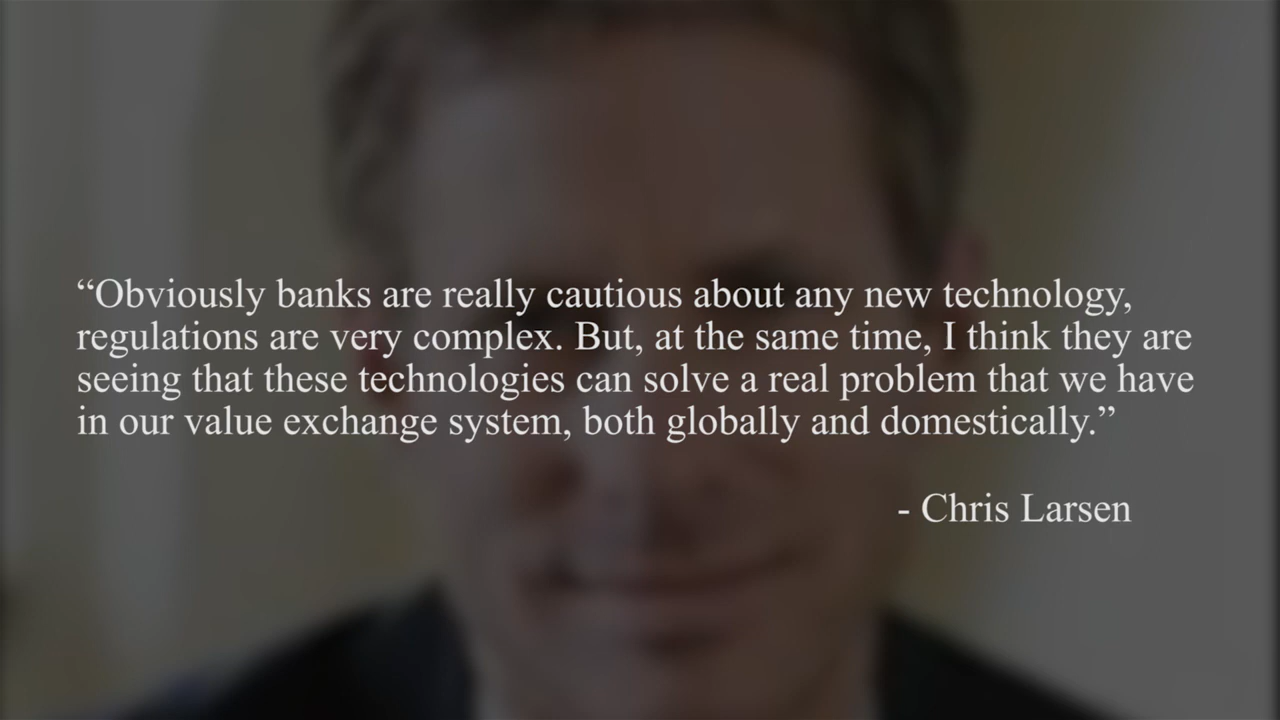 “Obviously banks are really cautious about any new technology,
regulations are very complex. But, at the same time, I think they are
seeing that these technologies can solve a real problem that we have
in our value exchange system, both globally and domestically.”
- Chris Larsen